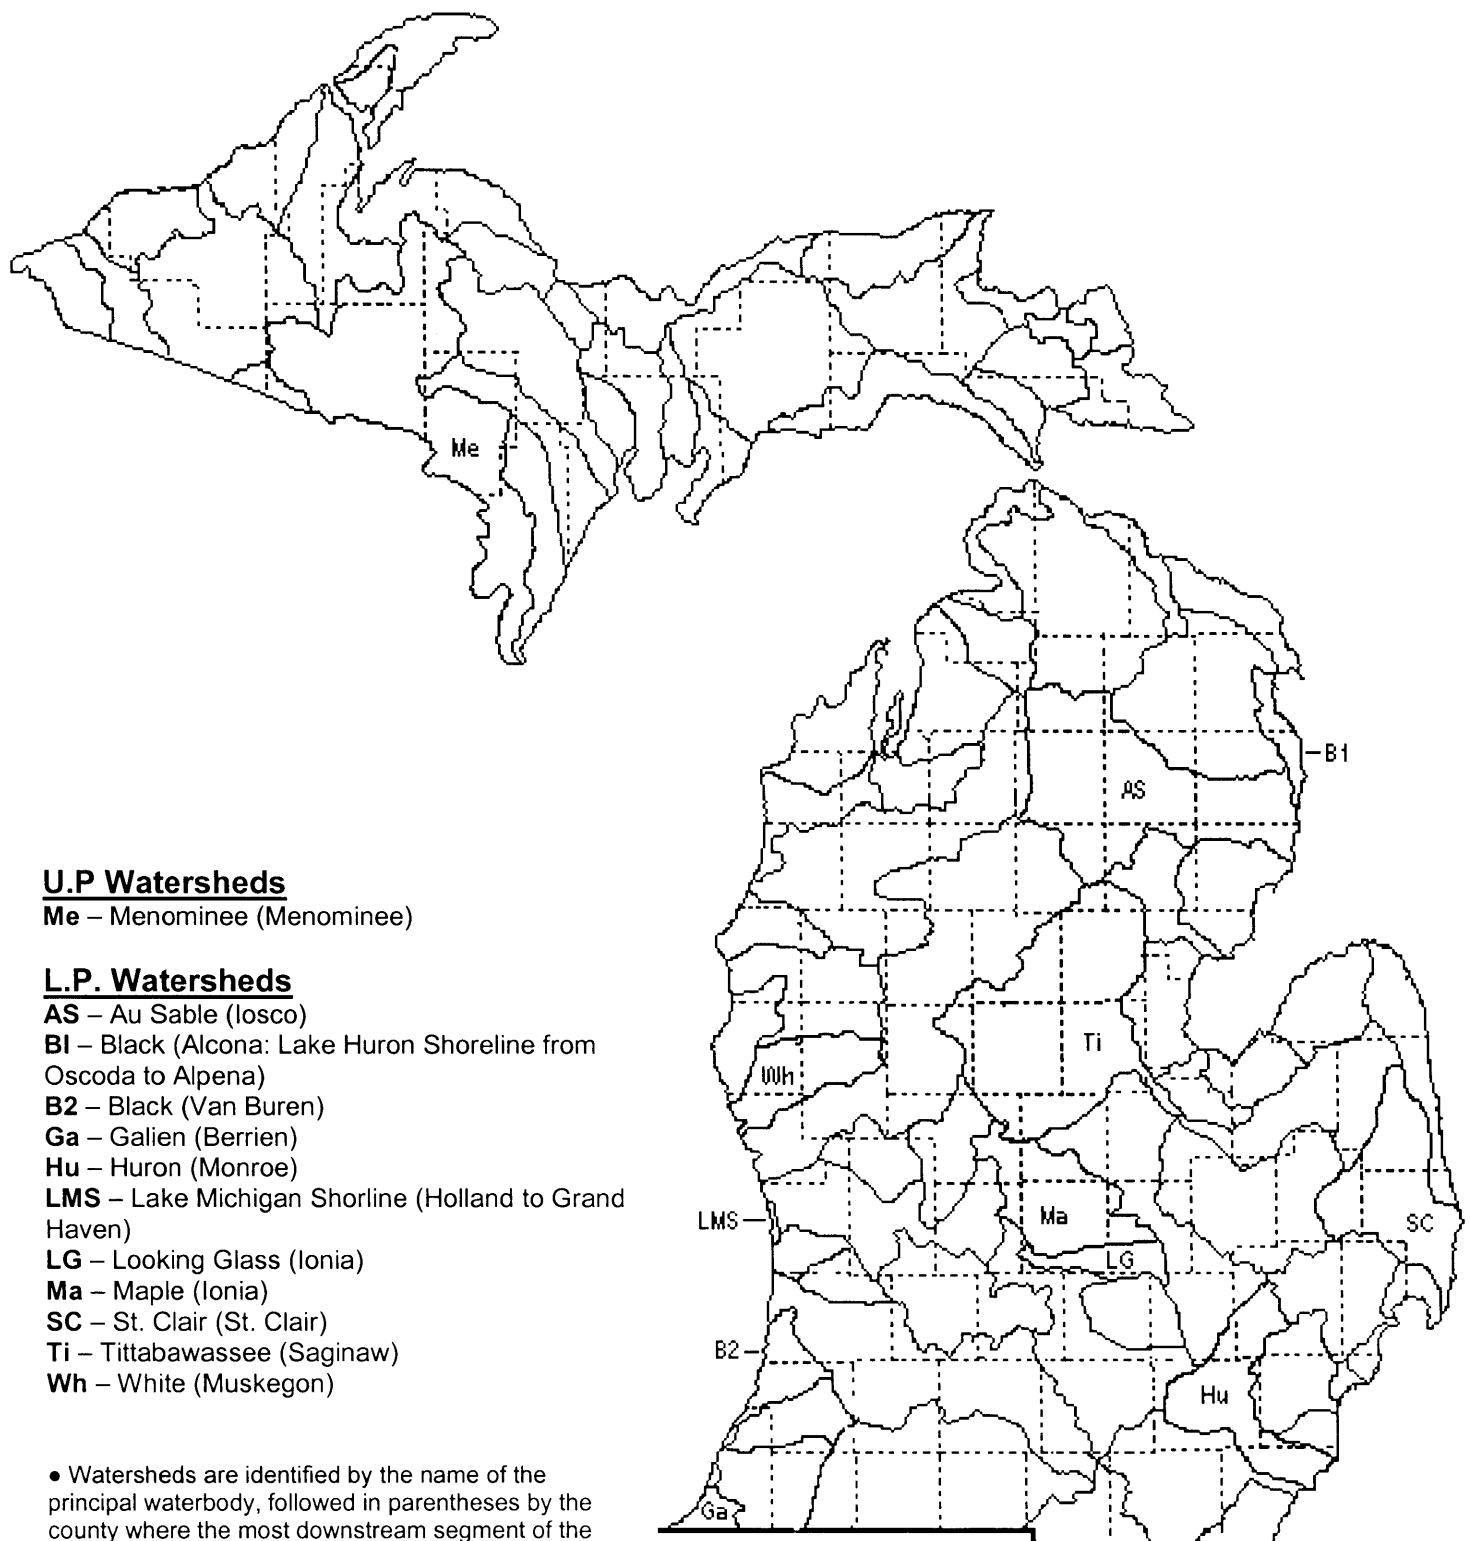 Me
B1
AS
U.P Watersheds
Me – Menominee (Menominee)
L.P. Watersheds
AS – Au Sable (Iosco)
BI – Black (Alcona: Lake Huron Shoreline from
Oscoda to Alpena)
B2 – Black (Van Buren)
Ga – Galien (Berrien)
Hu – Huron (Monroe)
LMS – Lake Michigan Shorline (Holland to Grand
Haven)
LG – Looking Glass (Ionia)
Ma – Maple (Ionia)
SC – St. Clair (St. Clair)
Ti – Tittabawassee (Saginaw)
Wh – White (Muskegon)
Ti
Wh
LMS
Ma
SC
LG
B2
Hu
Ga
● Watersheds are identified by the name of the
principal waterbody, followed in parentheses by the
county where the most downstream segment of the